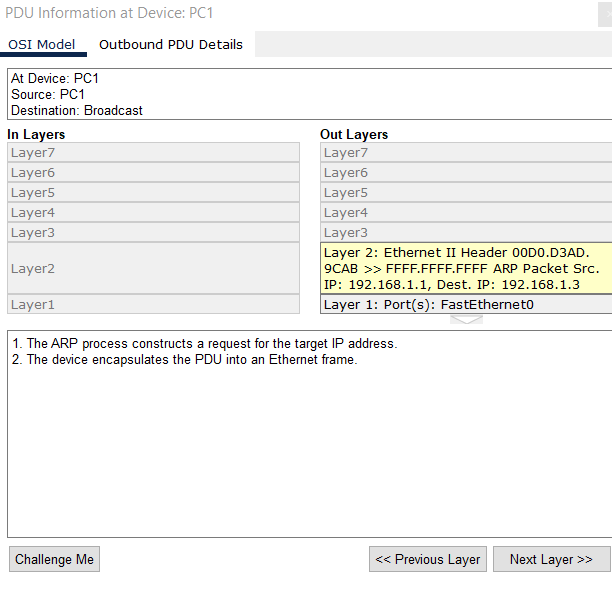 PDU Information at Device: PC1
OSI Model Outbound PDU Details
At Device: PC1
Source: PC1
Destination: Broadcast
In Layers Out Layers
Layer7 Layer7
Layer6 Layer6
Layer5 Layer5
Layer4 Layer4
Layer3 Layer3
Layer2
Layer 2: Ethernet II Header 00D0.D3AD.
9CAB >> FFFF.FFFF.FFFF ARP Packet Src.
IP: 192.168.1.1, Dest. IP: 192.168.1.3
Layer1 Layer 1: Port(s): FastEthernet0
1. The ARP process constructs a request for the target IP address.
2. The device encapsulates the PDU into an Ethernet frame.
Challenge Me << Previous Layer Next Layer >>